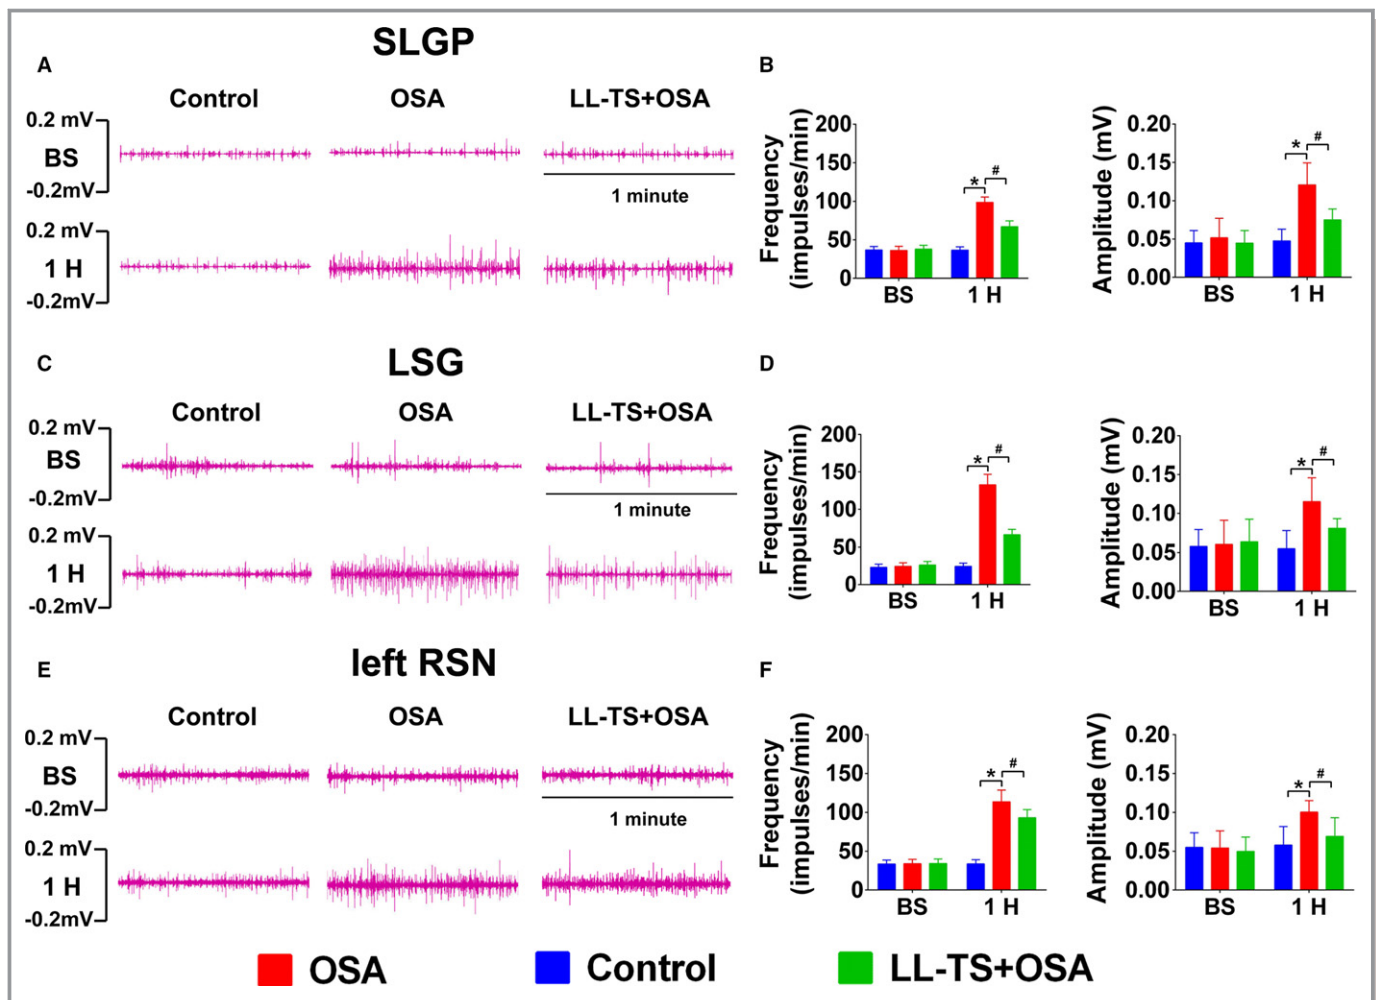 SLGP
A
B
Control OSA LL-TS+OSA
0.2 mV
BS
-0.2mV
1 minute
0.2 mV
1 H
-0.2mV
Frequency
(impulses/min)
200
150
100
50
0
* #
BS 1 H
Amplitude (mV)
0.20
0.15
0.10
0.05
0.00
* #
BS 1 H
LSG
C
D
Control OSA LL-TS+OSA
0.2 mV
BS
-0.2mV
1 minute
0.2 mV
1 H
-0.2mV
Frequency
(impulses/min)
200
150
100
50
0
* #
BS 1 H
Amplitude (mV)
0.20
0.15
0.10
0.05
0.00
* #
BS 1 H
left RSN
E
F
Control OSA LL-TS+OSA
0.2 mV
BS
-0.2mV
1 minute
0.2 mV
1 H
-0.2mV
Frequency
(impulses/min)
200
150
100
50
0
* #
BS 1 H
Amplitude (mV)
0.20
0.15
0.10
0.05
0.00
* #
BS 1 H
OSA Control LL-TS+OSA